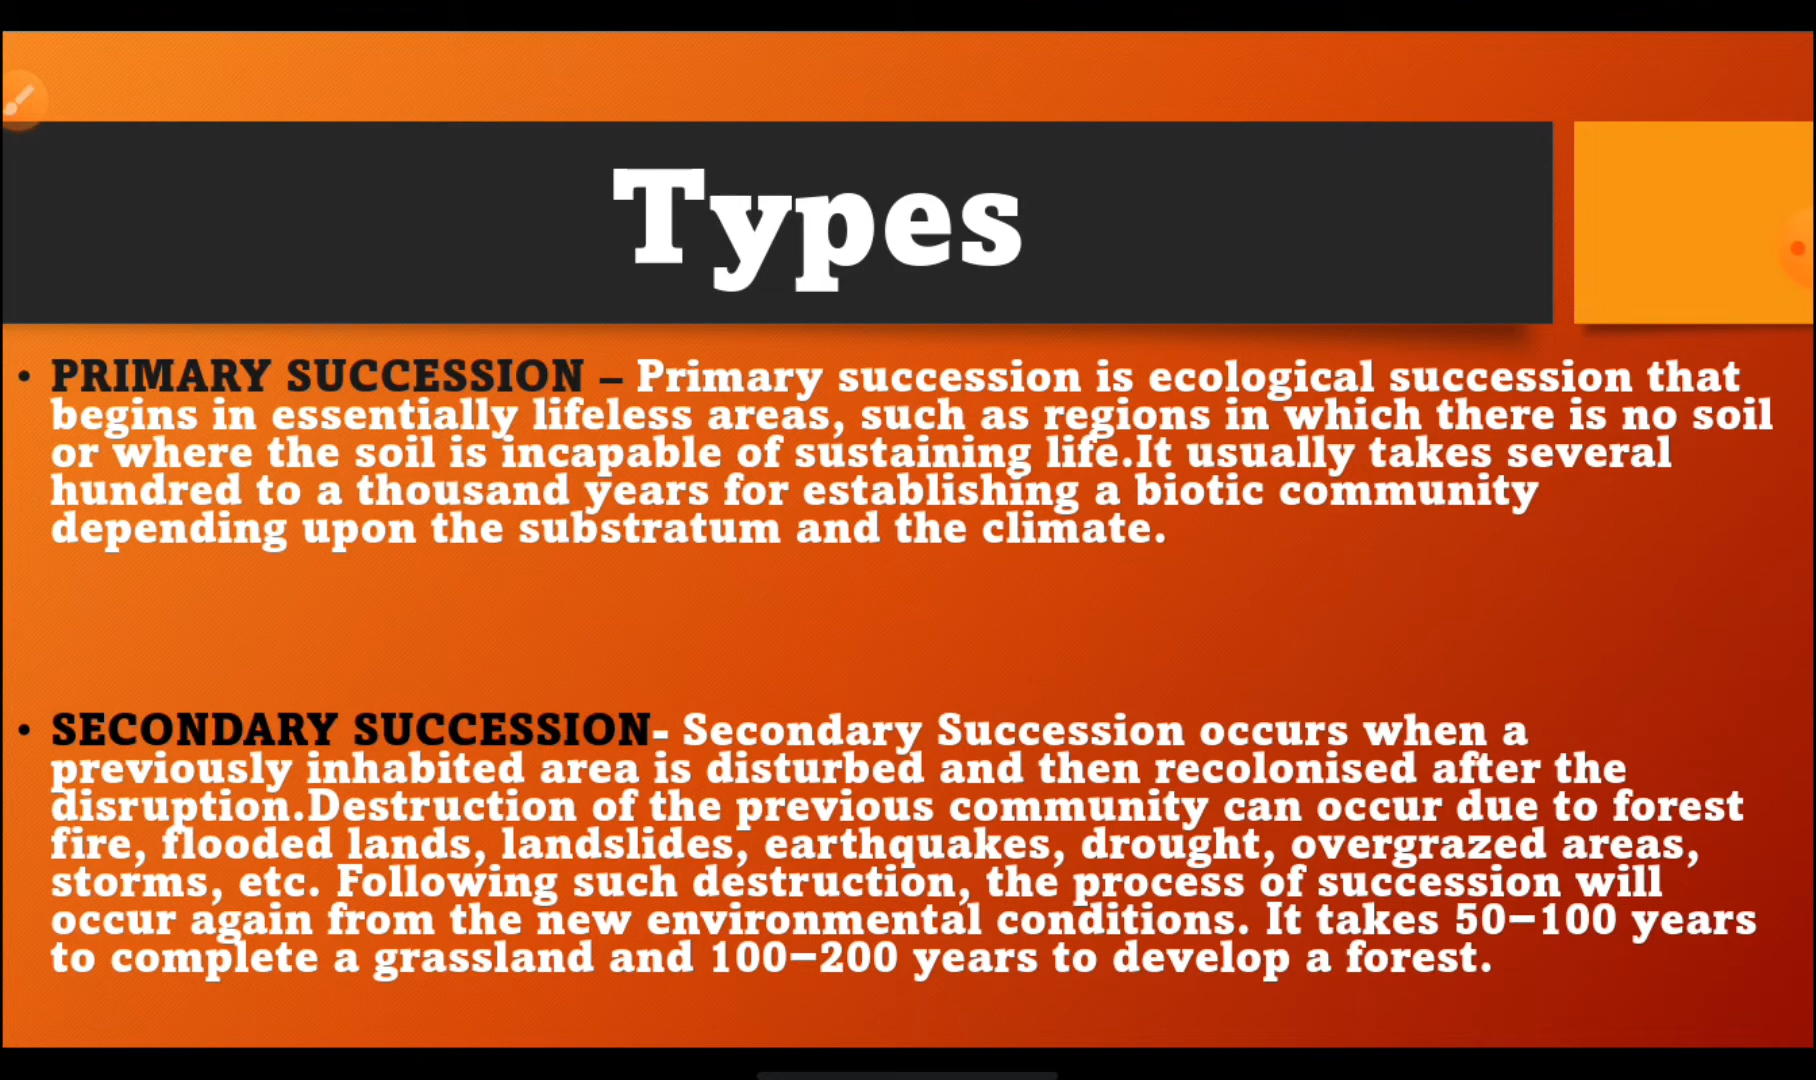 Types
• PRIMARY SUCCESSION – Primary succession is ecological succession that
begins in essentially lifeless areas, such as regions in which there is no soil
or where the soil is incapable of sustaining life.It usually takes several
hundred to a thousand years for establishing a biotic community
depending upon the substratum and the climate.
• SECONDARY SUCCESSION- Secondary Succession occurs when a
previously inhabited area is disturbed and then recolonised after the
disruption.Destruction of the previous community can occur due to forest
fire, flooded lands, landslides, earthquakes, drought, overgrazed areas,
storms, etc. Following such destruction, the process of succession will
occur again from the new environmental conditions. It takes 50–100 years
to complete a grassland and 100–200 years to develop a forest.